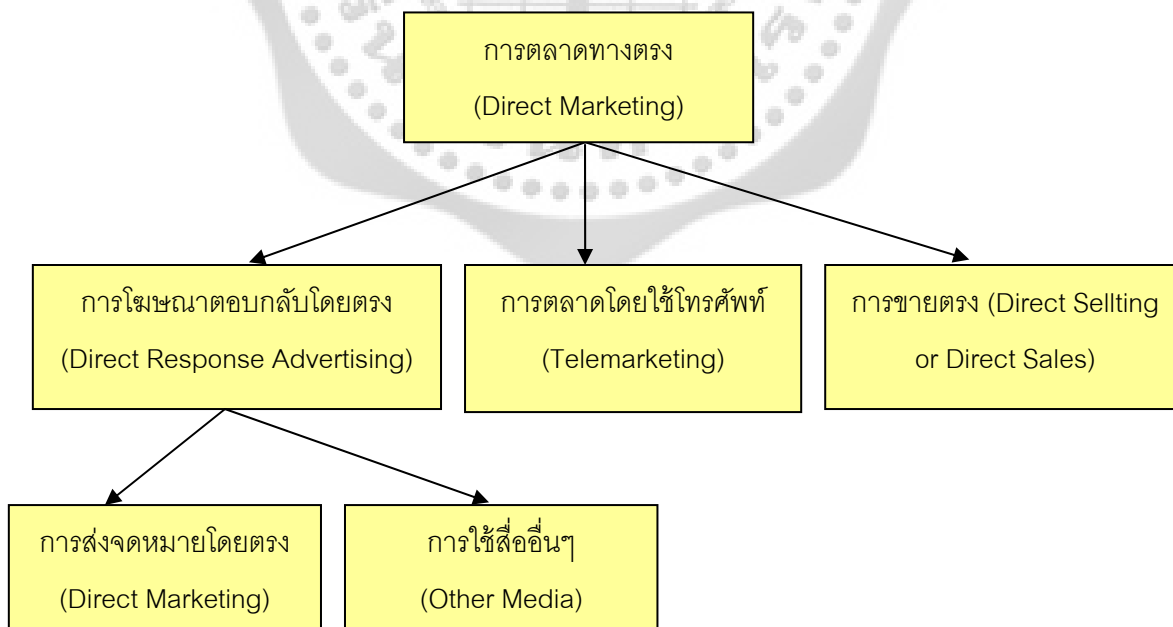 การตลาดทางตรง
(Direct Marketing)
การโฆษณาตอบกลับโดยตรง
(Direct Response Advertising)
การตลาดโดยใช้โทรศัพท์
(Telemarketing)
การขายตรง (Direct Sellting
or Direct Sales)
การส่งจดหมายโดยตรง
(Direct Marketing)
การใช้สื่ออื่นๆ
(Other Media)